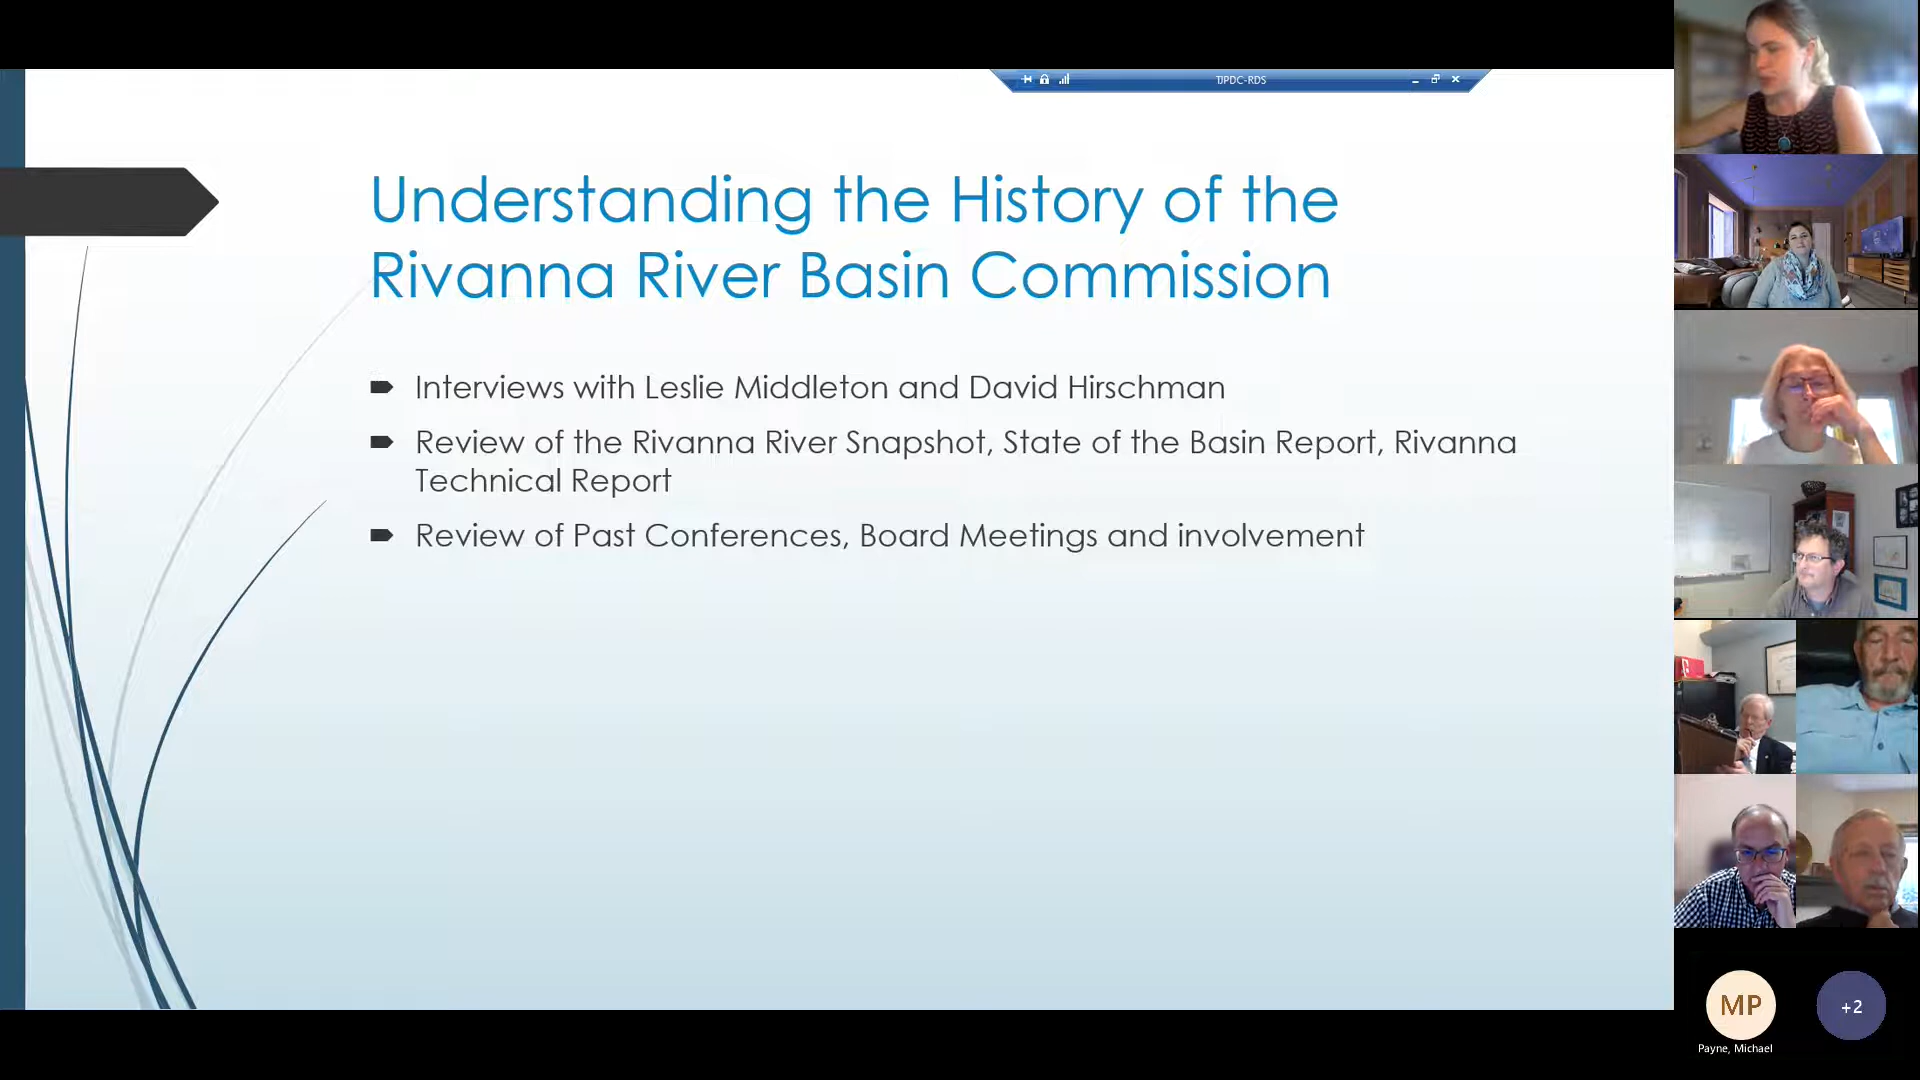 TJPDC-RDS
Understanding the History of the
Rivanna River Basin Commission
Interviews with Leslie Middleton and David Hirschman
Review of the Rivanna River Snapshot, State of the Basin Report, Rivanna
Technical Report
Review of Past Conferences, Board Meetings and involvement
MP
+2
Payne, Michael